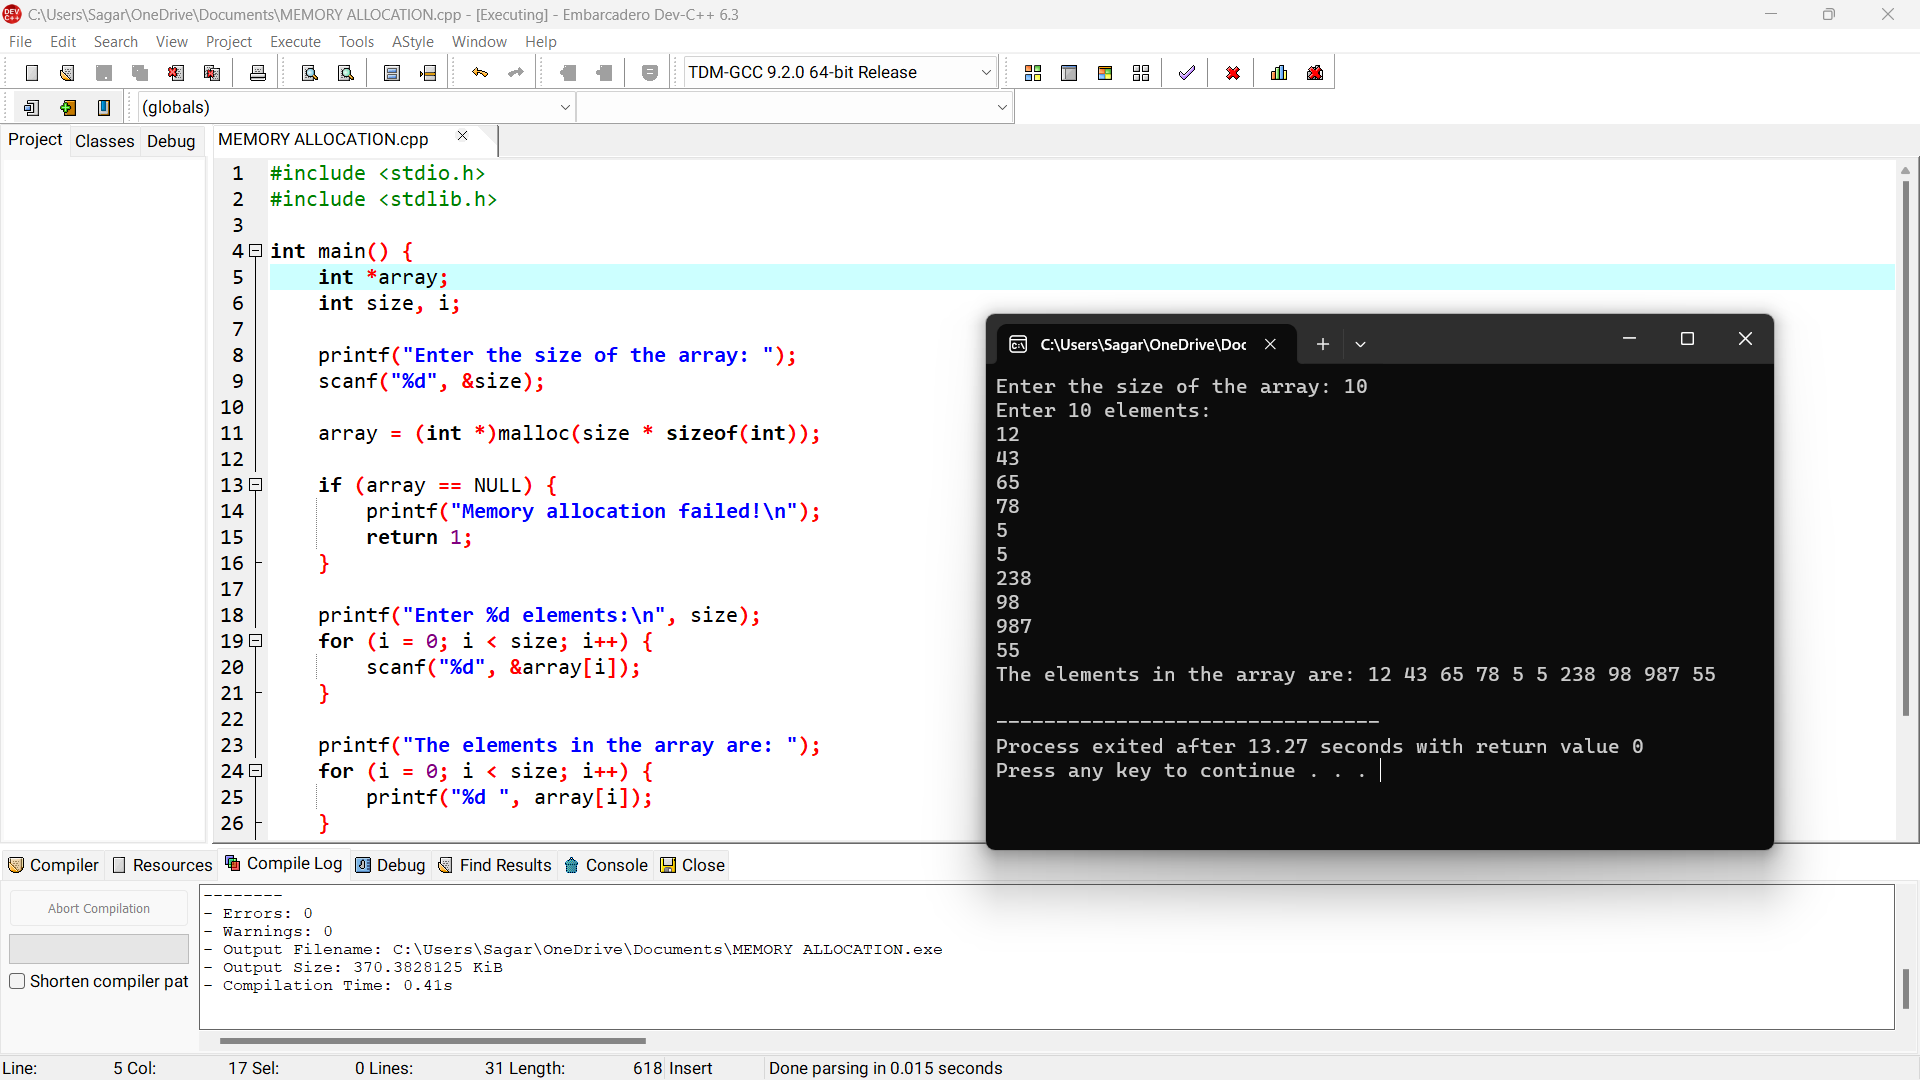 C:\Users\Sagar\OneDrive\Documents\MEMORY ALLOCATION.cpp - [Executing] - Embarcadero Dev-C++ 6.3
File Edit Search View Project Execute Tools AStyle Window Help
TDM-GCC 9.2.0 64-bit Release
(globals)
Project Classes Debug
MEMORY ALLOCATION.cpp
1 #include <stdio.h>
2 #include <stdlib.h>
3
4 int main() {
5 int *array;
6 int size, i;
7
8 printf("Enter the size of the array: ");
9 scanf("%d", &size);
10
11 array = (int *)malloc(size * sizeof(int));
12
13 if (array == NULL) {
14 printf("Memory allocation failed!\n");
15 return 1;
16 }
17
18 printf("Enter %d elements:\n", size);
19 for (i = 0; i < size; i++) {
20 scanf("%d", &array[i]);
21 }
22
23 printf("The elements in the array are: ");
24 for (i = 0; i < size; i++) {
25 printf("%d ", array[i]);
26 }
C:\Users\Sagar\OneDrive\Doc
Enter the size of the array: 10
Enter 10 elements:
12
43
65
78
5
5
238
98
987
55
The elements in the array are: 12 43 65 78 5 5 238 98 987 55
--------------------------------
Process exited after 13.27 seconds with return value 0
Press any key to continue . . .
Compiler Resources Compile Log Debug Find Results Console Close
Abort Compilation
Shorten compiler pat
--------
- Errors: 0
- Warnings: 0
- Output Filename: C:\Users\Sagar\OneDrive\Documents\MEMORY ALLOCATION.exe
- Output Size: 370.3828125 KiB
- Compilation Time: 0.41s
Line: 5 Col: 17 Sel: 0 Lines: 31 Length: 618 Insert Done parsing in 0.015 seconds